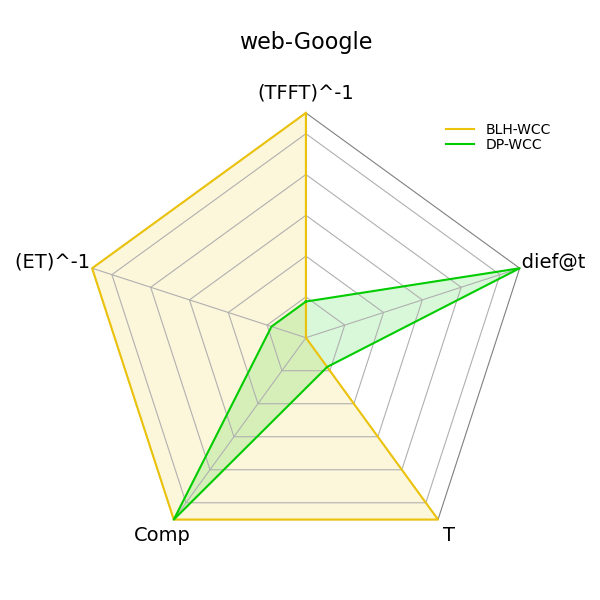 web-Google
(TFFT)^-1
BLH-WCC
DP-WCC
(ET)^-1
dief@t
Comp
T